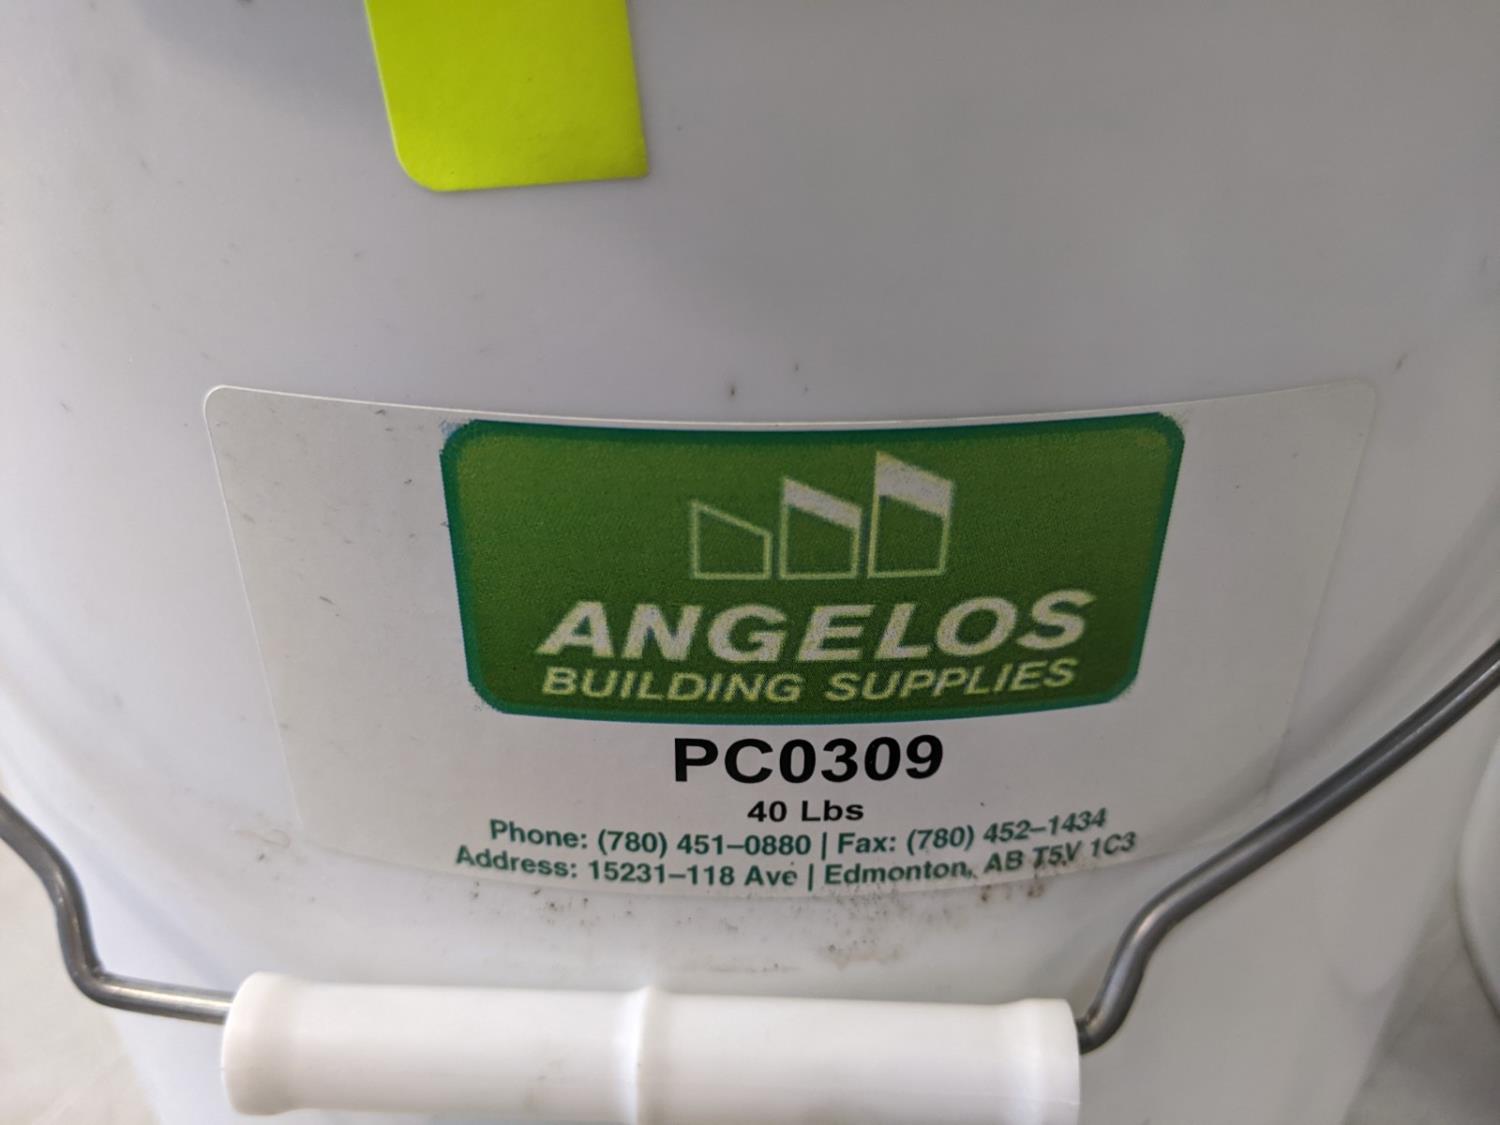 ANGELOS
BUILDING SUPPLIES
PC0309
40 Lbs
Phone: (780) 451–0880 | Fax: (780) 452–1434
Address: 15231–118 Ave | Edmonton, AB T5V 1C3